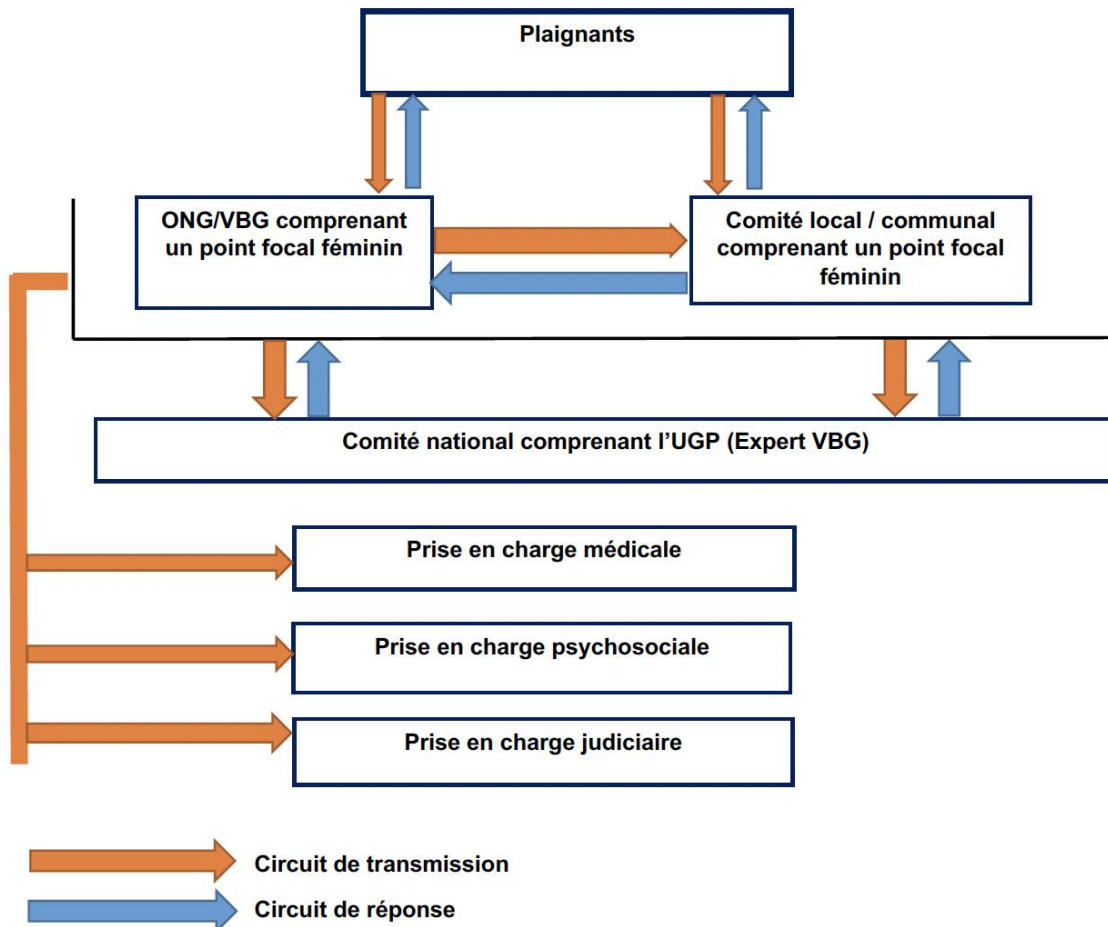 Plaignants
ONG/VBG comprenant
un point focal féminin
Comité local / communal
comprenant un point focal
féminin
Comité national comprenant l’UGP (Expert VBG)
Prise en charge médicale
Prise en charge psychosociale
Prise en charge judiciaire
Circuit de transmission
Circuit de réponse